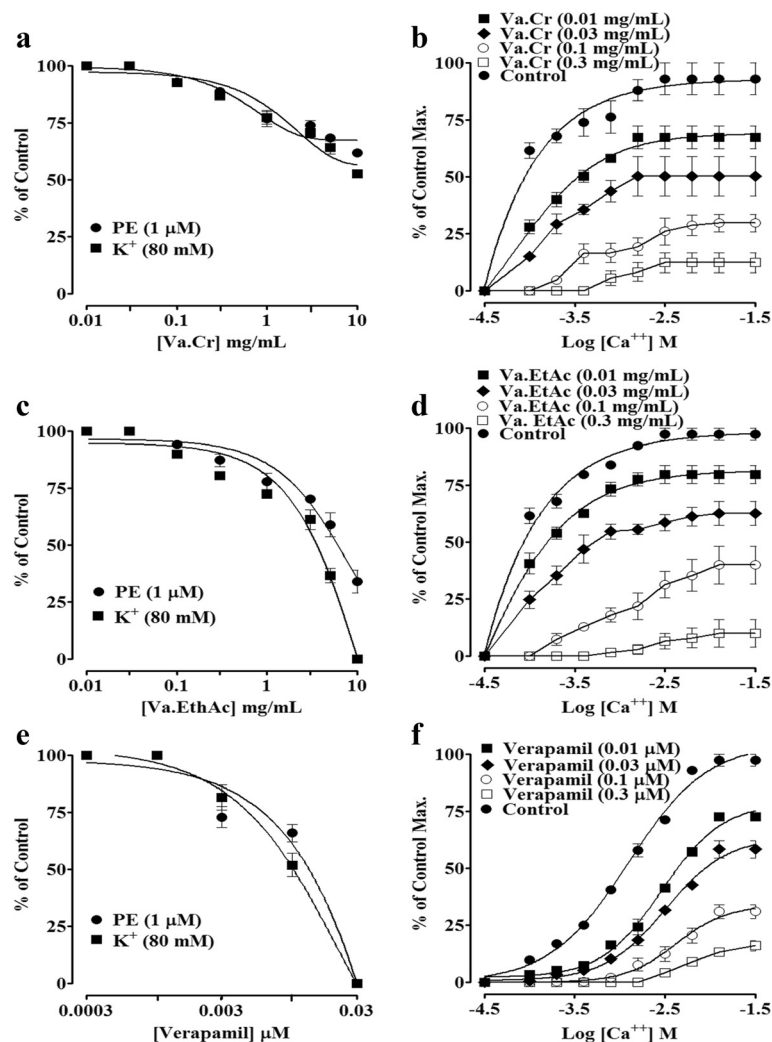 a
100
75
50
25
0
% of Control
PE (1 μM)
K+ (80 mM)
0.01
0.1
1
10
[Va.Cr] mg/mL
b
Va.Cr (0.01 mg/mL)
Va.Cr (0.03 mg/mL)
Va.Cr (0.1 mg/mL)
Va.Cr (0.3 mg/mL)
Control
100
75
50
25
0
% of Control Max.
-4.5
-3.5
-2.5
-1.5
Log [Ca++] M
c
100
75
50
25
0
% of Control
PE (1 μM)
K+ (80 mM)
0.01
0.1
1
10
[Va.EthAc] mg/mL
d
Va.EtAc (0.01 mg/mL)
Va.EtAc (0.03 mg/mL)
Va.EtAc (0.1 mg/mL)
Va. EtAc (0.3 mg/mL)
Control
100
75
50
25
0
% of Control Max.
-4.5
-3.5
-2.5
-1.5
Log [Ca++] M
e
100
75
50
25
0
% of Control
PE (1 μM)
K+ (80 mM)
0.0003
0.003
0.03
[Verapamil] μM
f
Verapamil (0.01 μM)
Verapamil (0.03 μM)
Verapamil (0.1 μM)
Verapamil (0.3 μM)
Control
100
75
50
25
0
% of Control Max.
-4.5
-3.5
-2.5
-1.5
Log [Ca++] M